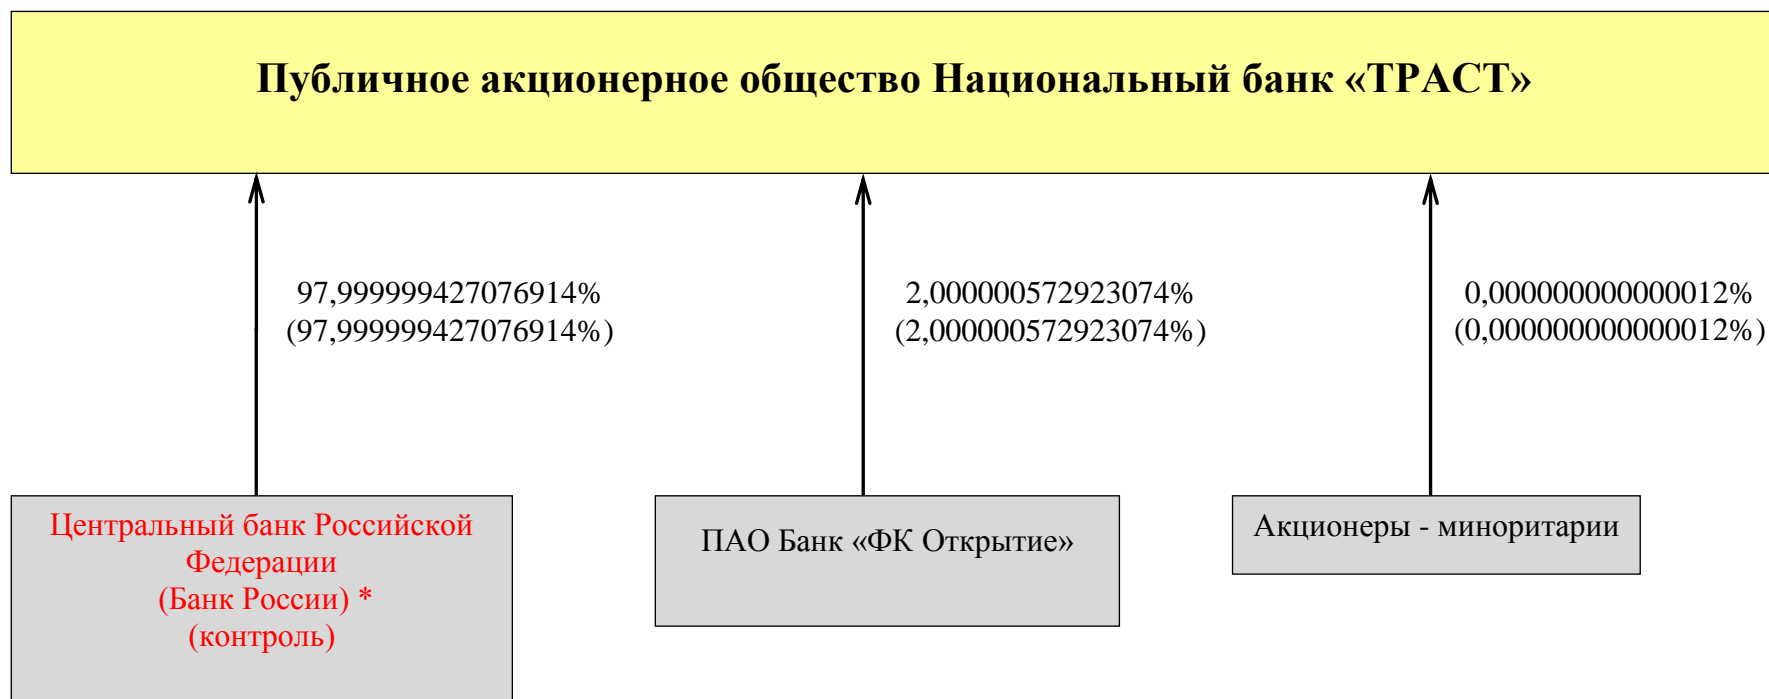 Публичное акционерное общество Национальный банк «ТРАСТ»
97,999999427076914%
(97,999999427076914%)
2,000000572923074%
(2,000000572923074%)
0,000000000000012%
(0,000000000000012%)
Центральный банк Российской
Федерации
(Банк России) *
(контроль)
ПАО Банк «ФК Открытие»
Акционеры - миноритарии